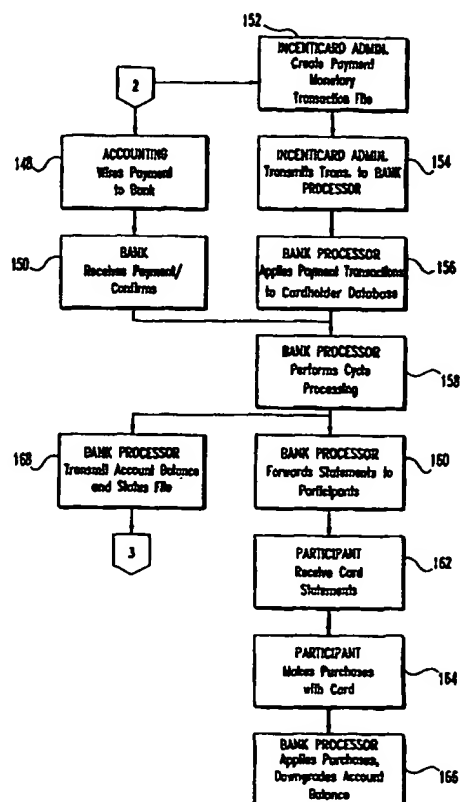 152
INCENTICARD ADMIN.
Create Payment
Monetary
Transaction File
2
148
ACCOUNTING
Wires Payment
to Bank
INCENTICARD ADMIN.
Transmits Trans. to BANK
PROCESSOR
154
150
BANK
Receives Payment/
Confirms
BANK PROCESSOR
Applies Payment Transactions
to Cardholder Database
156
BANK PROCESSOR
Performs Cycle
Processing
158
168
BANK PROCESSOR
Transmit Account Balance
and Status File
BANK PROCESSOR
Forwards Statements to
Participants
160
3
PARTICIPANT
Receive Card
Statements
162
PARTICIPANT
Makes Purchases
with Card
164
BANK PROCESSOR
Applies Purchases,
Downgrades Account
Balance
166